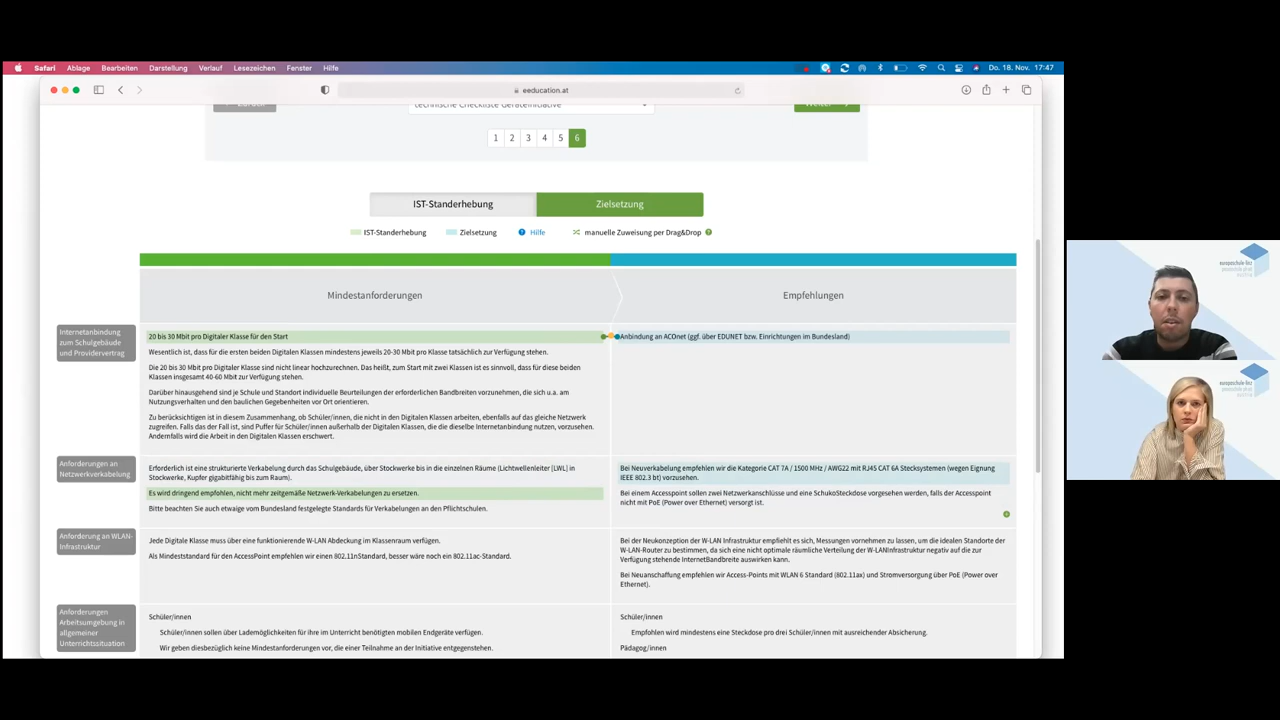 Safari Ablage Bearbeiten Darstellung Verlauf Lesezeichen Fenster Hilfe Do. 18. Nov. 17:47
eeducation.at
Zurück technische Checkliste Geräteinitiative Weiter
1 2 3 4 5 6
IST-Standerhebung Zielsetzung
IST-Standerhebung Zielsetzung Hilfe manuelle Zuweisung per Drag&Drop
Mindestanforderungen Empfehlungen
Internetanbindung
zum Schulgebäude
und Providervertrag
20 bis 30 Mbit pro Digitaler Klasse für den Start
Wesentlich ist, dass für die ersten beiden Digitalen Klassen mindestens jeweils 20-30 Mbit pro Klasse tatsächlich zur Verfügung stehen.
Die 20 bis 30 Mbit pro Digitaler Klasse sind nicht linear hochzurechnen. Das heißt, zum Start mit zwei Klassen ist es sinnvoll, dass für diese beiden
Klassen insgesamt 40-60 Mbit zur Verfügung stehen.
Darüber hinausgehend sind je Schule und Standort individuelle Beurteilungen der erforderlichen Bandbreiten vorzunehmen, die sich u.a. am
Nutzungsverhalten und den baulichen Gegebenheiten vor Ort orientieren.
Zu berücksichtigen ist in diesem Zusammenhang, ob Schüler/innen, die nicht in den Digitalen Klassen arbeiten, ebenfalls auf das gleiche Netzwerk
zugreifen. Falls das der Fall ist, sind Puffer für Schüler/innen außerhalb der Digitalen Klassen, die die dieselbe Internetanbindung nutzen, vorzusehen.
Andernfalls wird die Arbeit in den Digitalen Klassen erschwert.
Anbindung an ACOnet (ggf. über EDUNET bzw. Einrichtungen im Bundesland)
Anforderungen an
Netzwerkverkabelung
Erforderlich ist eine strukturierte Verkabelung durch das Schulgebäude, über Stockwerke bis in die einzelnen Räume (Lichtwellenleiter [LWL] in
Stockwerke, Kupfer gigabitfähig bis zum Raum).
Es wird dringend empfohlen, nicht mehr zeitgemäße Netzwerk-Verkabelungen zu ersetzen.
Bitte beachten Sie auch etwaige vom Bundesland festgelegte Standards für Verkabelungen an den Pflichtschulen.
Bei Neuverkabelung empfehlen wir die Kategorie CAT 7A / 1500 MHz / AWG22 mit RJ45 CAT 6A Stecksystemen (wegen Eignung
IEEE 802.3 bt) vorzusehen.
Bei einem Accesspoint sollen zwei Netzwerkanschlüsse und eine SchukoSteckdose vorgesehen werden, falls der Accesspoint
nicht mit PoE (Power over Ethernet) versorgt ist.
Anforderung an WLAN-
Infrastruktur
Jede Digitale Klasse muss über eine funktionierende W-LAN Abdeckung im Klassenraum verfügen.
Als Mindeststandard für den AccessPoint empfehlen wir einen 802.11nStandard, besser wäre noch ein 802.11ac-Standard.
Bei der Neukonzeption der W-LAN Infrastruktur empfiehlt es sich, Messungen vornehmen zu lassen, um die idealen Standorte der
W-LAN-Router zu bestimmen, da sich eine nicht optimale räumliche Verteilung der W-LANInfrastruktur negativ auf die zur
Verfügung stehende InternetBandbreite auswirken kann.
Bei Neuanschaffung empfehlen wir Access-Points mit WLAN 6 Standard (802.11ax) und Stromversorgung über PoE (Power over
Ethernet).
Anforderungen
Arbeitsumgebung in
allgemeiner
Unterrichtssituation
Schüler/innen
Schüler/innen sollen über Lademöglichkeiten für ihre im Unterricht benötigten mobilen Endgeräte verfügen.
Wir geben diesbezüglich keine Mindestanforderungen vor, die einer Teilnahme an der Initiative entgegenstehen.
Schüler/innen
Empfohlen wird mindestens eine Steckdose pro drei Schüler/innen mit ausreichender Absicherung.
Pädagog/innen
europaschule-linz
europaschule-linz